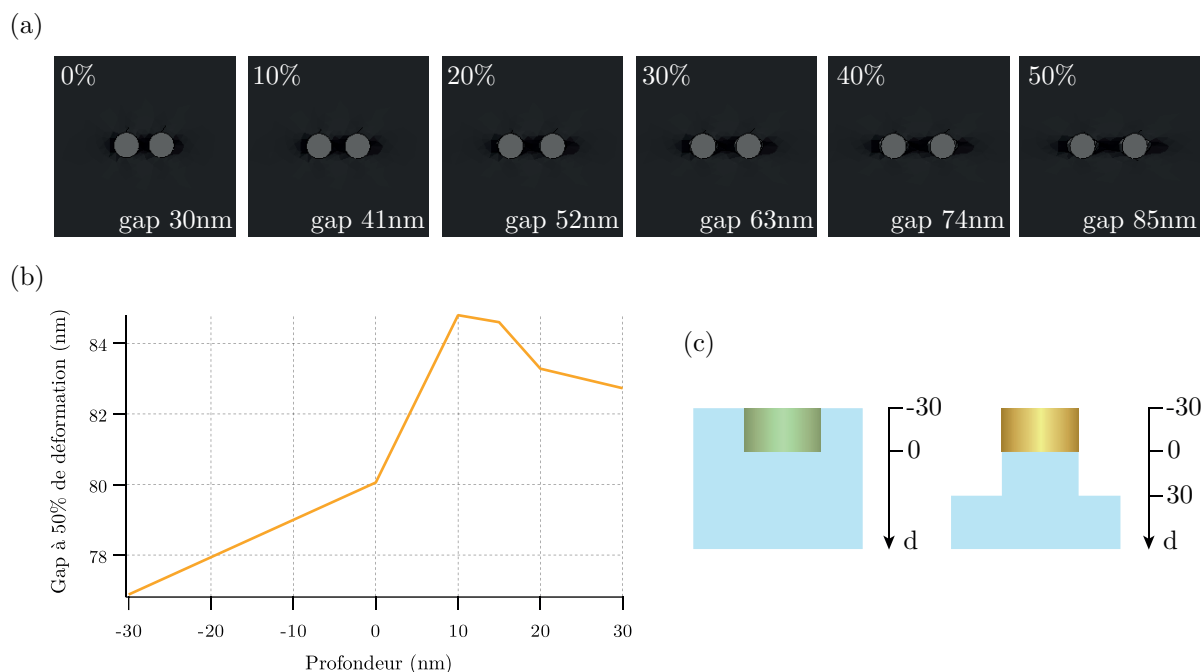 (a)
0% 10% 20% 30% 40% 50%
gap 30nm gap 41nm gap 52nm gap 63nm gap 74nm gap 85nm
(b)
Gap à 50% de déformation (nm)
84
82
80
78
-30 -20 -10 0 10 20 30
Profondeur (nm)
(c)
-30
0
d
-30
0
30
d